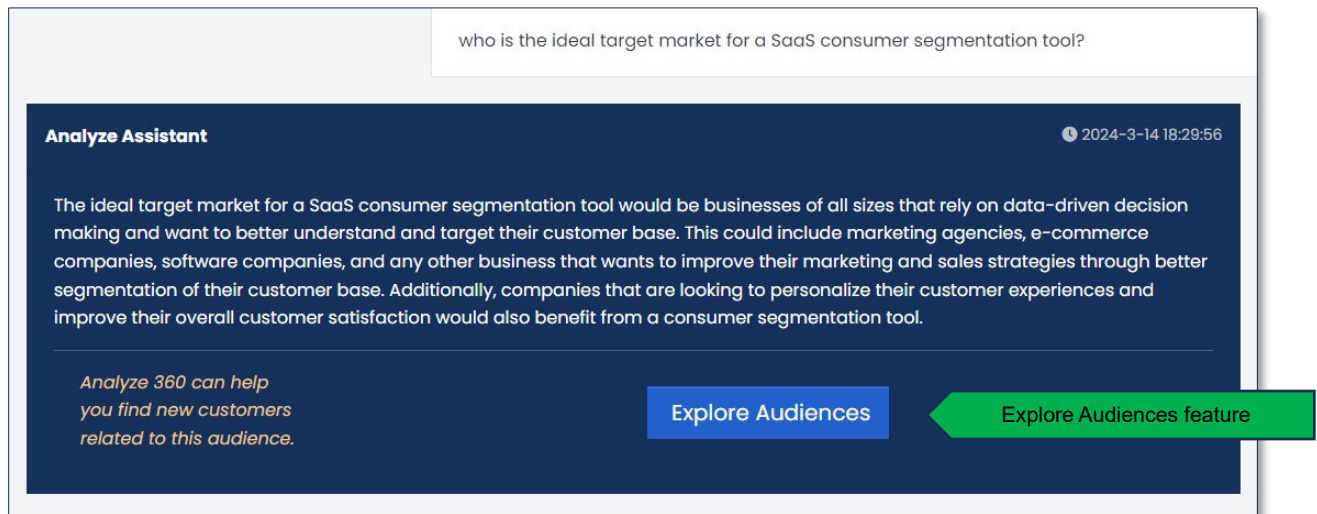 who is the ideal target market for a SaaS consumer segmentation tool?
Analyze Assistant
2024-3-14 18:29:56
The ideal target market for a SaaS consumer segmentation tool would be businesses of all sizes that rely on data-driven decision
making and want to better understand and target their customer base. This could include marketing agencies, e-commerce
companies, software companies, and any other business that wants to improve their marketing and sales strategies through better
segmentation of their customer base. Additionally, companies that are looking to personalize their customer experiences and
improve their overall customer satisfaction would also benefit from a consumer segmentation tool.
Analyze 360 can help
you find new customers
related to this audience.
Explore Audiences
Explore Audiences feature